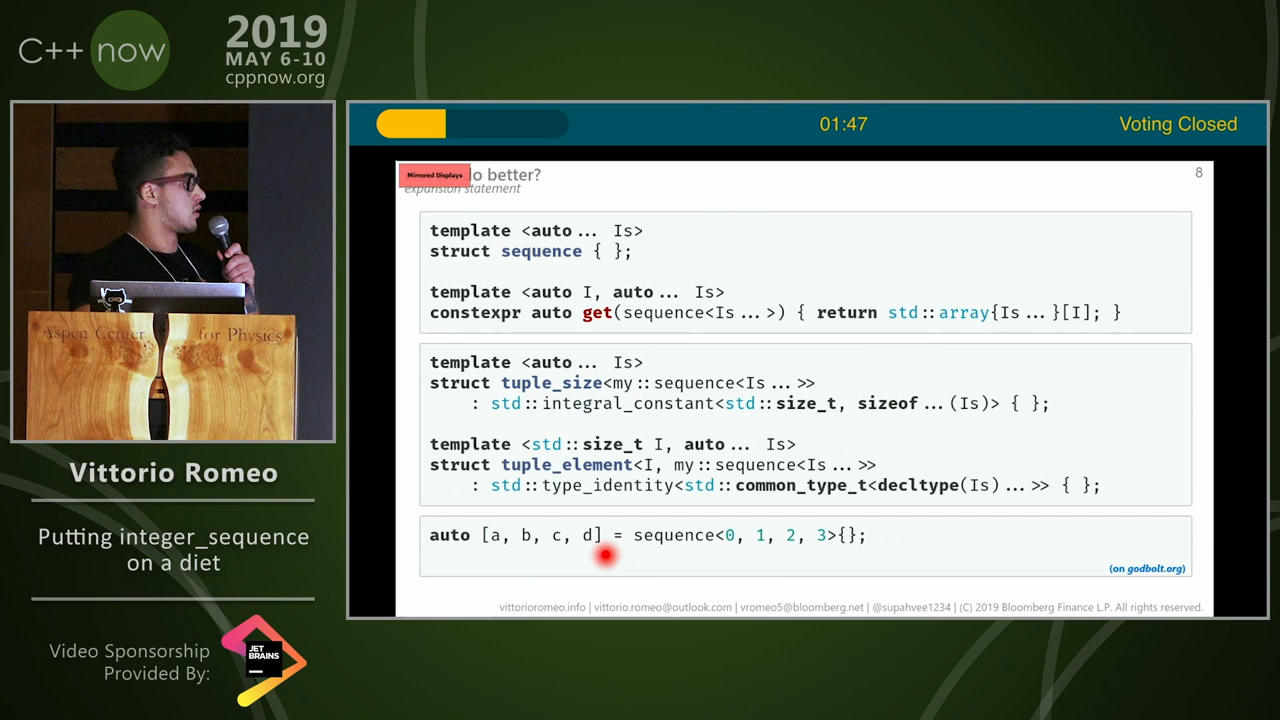 C++ now
2019
MAY 6-10
cppnow.org
Aspen Center for Physics
Vittorio Romeo
Putting integer_sequence
on a diet
Video Sponsorship
Provided By:
JET
BRAINS
01:47
Voting Closed
Mirrored Displays
o better?
expansion statement
8
template <auto... Is>
struct sequence { };
template <auto I, auto... Is>
constexpr auto get(sequence<Is...>) { return std::array{Is...}[I]; }
template <auto... Is>
struct tuple_size<my::sequence<Is...>>
: std::integral_constant<std::size_t, sizeof...(Is)> { };
template <std::size_t I, auto... Is>
struct tuple_element<I, my::sequence<Is...>>
: std::type_identity<std::common_type_t<decltype(Is)...>> { };
auto [a, b, c, d] = sequence<0, 1, 2, 3>{};
(on godbolt.org)
vittorioromeo.info | vittorio.romeo@outlook.com | vromeo5@bloomberg.net | @supahvee1234 | (C) 2019 Bloomberg Finance L.P. All rights reserved.